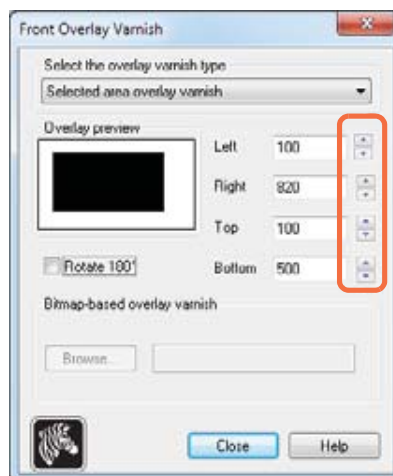 Front Overlay Varnish
Select the overlay varnish type
Selected area overlay varnish
Overlay preview
Left 100
Right 820
Top 100
Rotate 180° Bottom 500
Bitmap-based overlay varnish
Browse...
Close Help